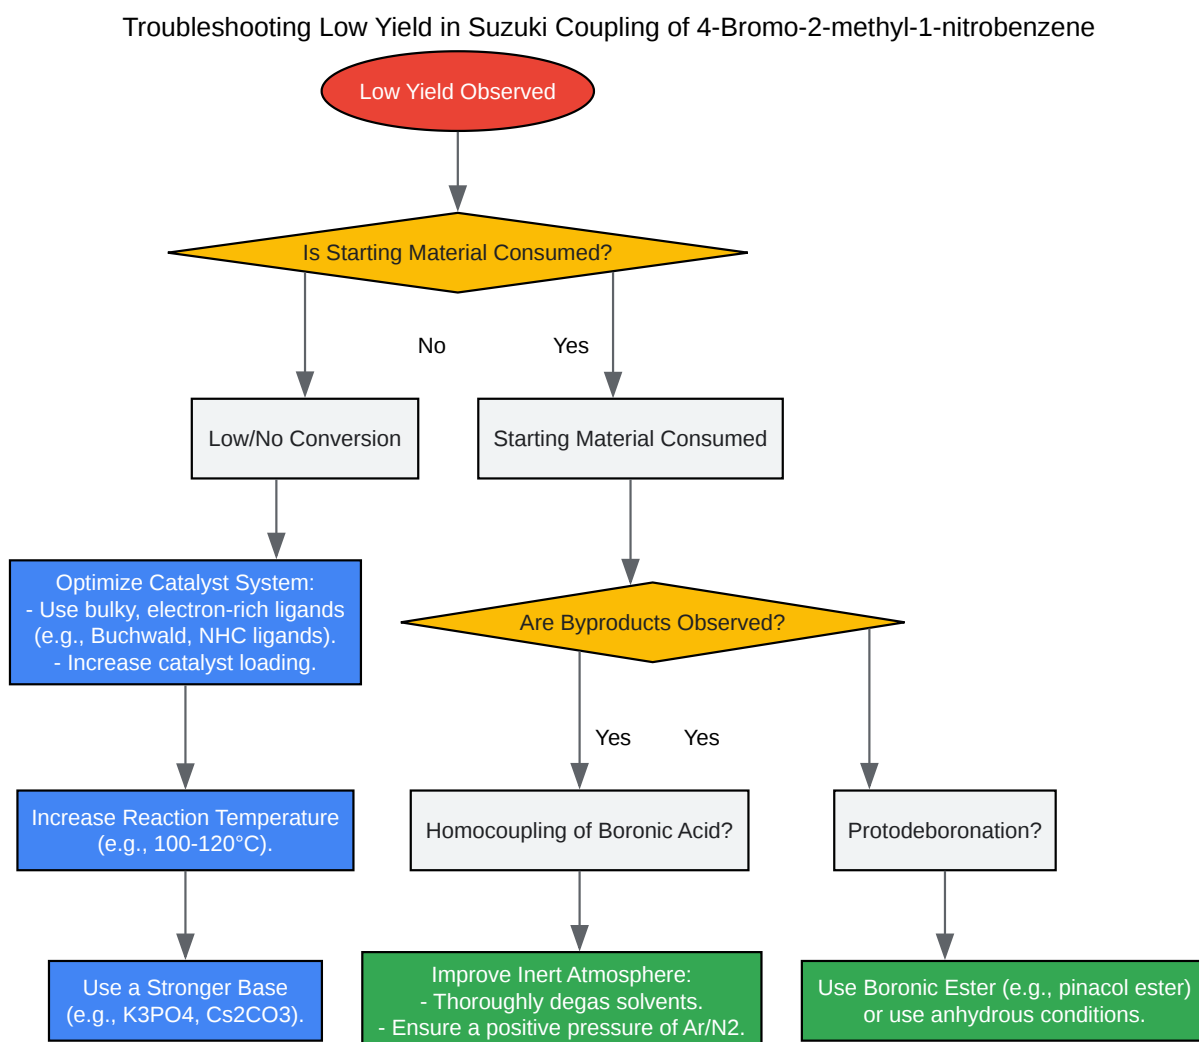 Troubleshooting Low Yield in Suzuki Coupling of 4-Bromo-2-methyl-1-nitrobenzene
Low Yield Observed
Is Starting Material Consumed?
No
Yes
Low/No Conversion
Starting Material Consumed
Optimize Catalyst System:
- Use bulky, electron-rich ligands
(e.g., Buchwald, NHC ligands).
- Increase catalyst loading.
Are Byproducts Observed?
Yes
Yes
Increase Reaction Temperature
(e.g., 100-120°C).
Homocoupling of Boronic Acid?
Protodeboronation?
Use a Stronger Base
(e.g., K3PO4, Cs2CO3).
Improve Inert Atmosphere:
- Thoroughly degas solvents.
- Ensure a positive pressure of Ar/N2.
Use Boronic Ester (e.g., pinacol ester)
or use anhydrous conditions.